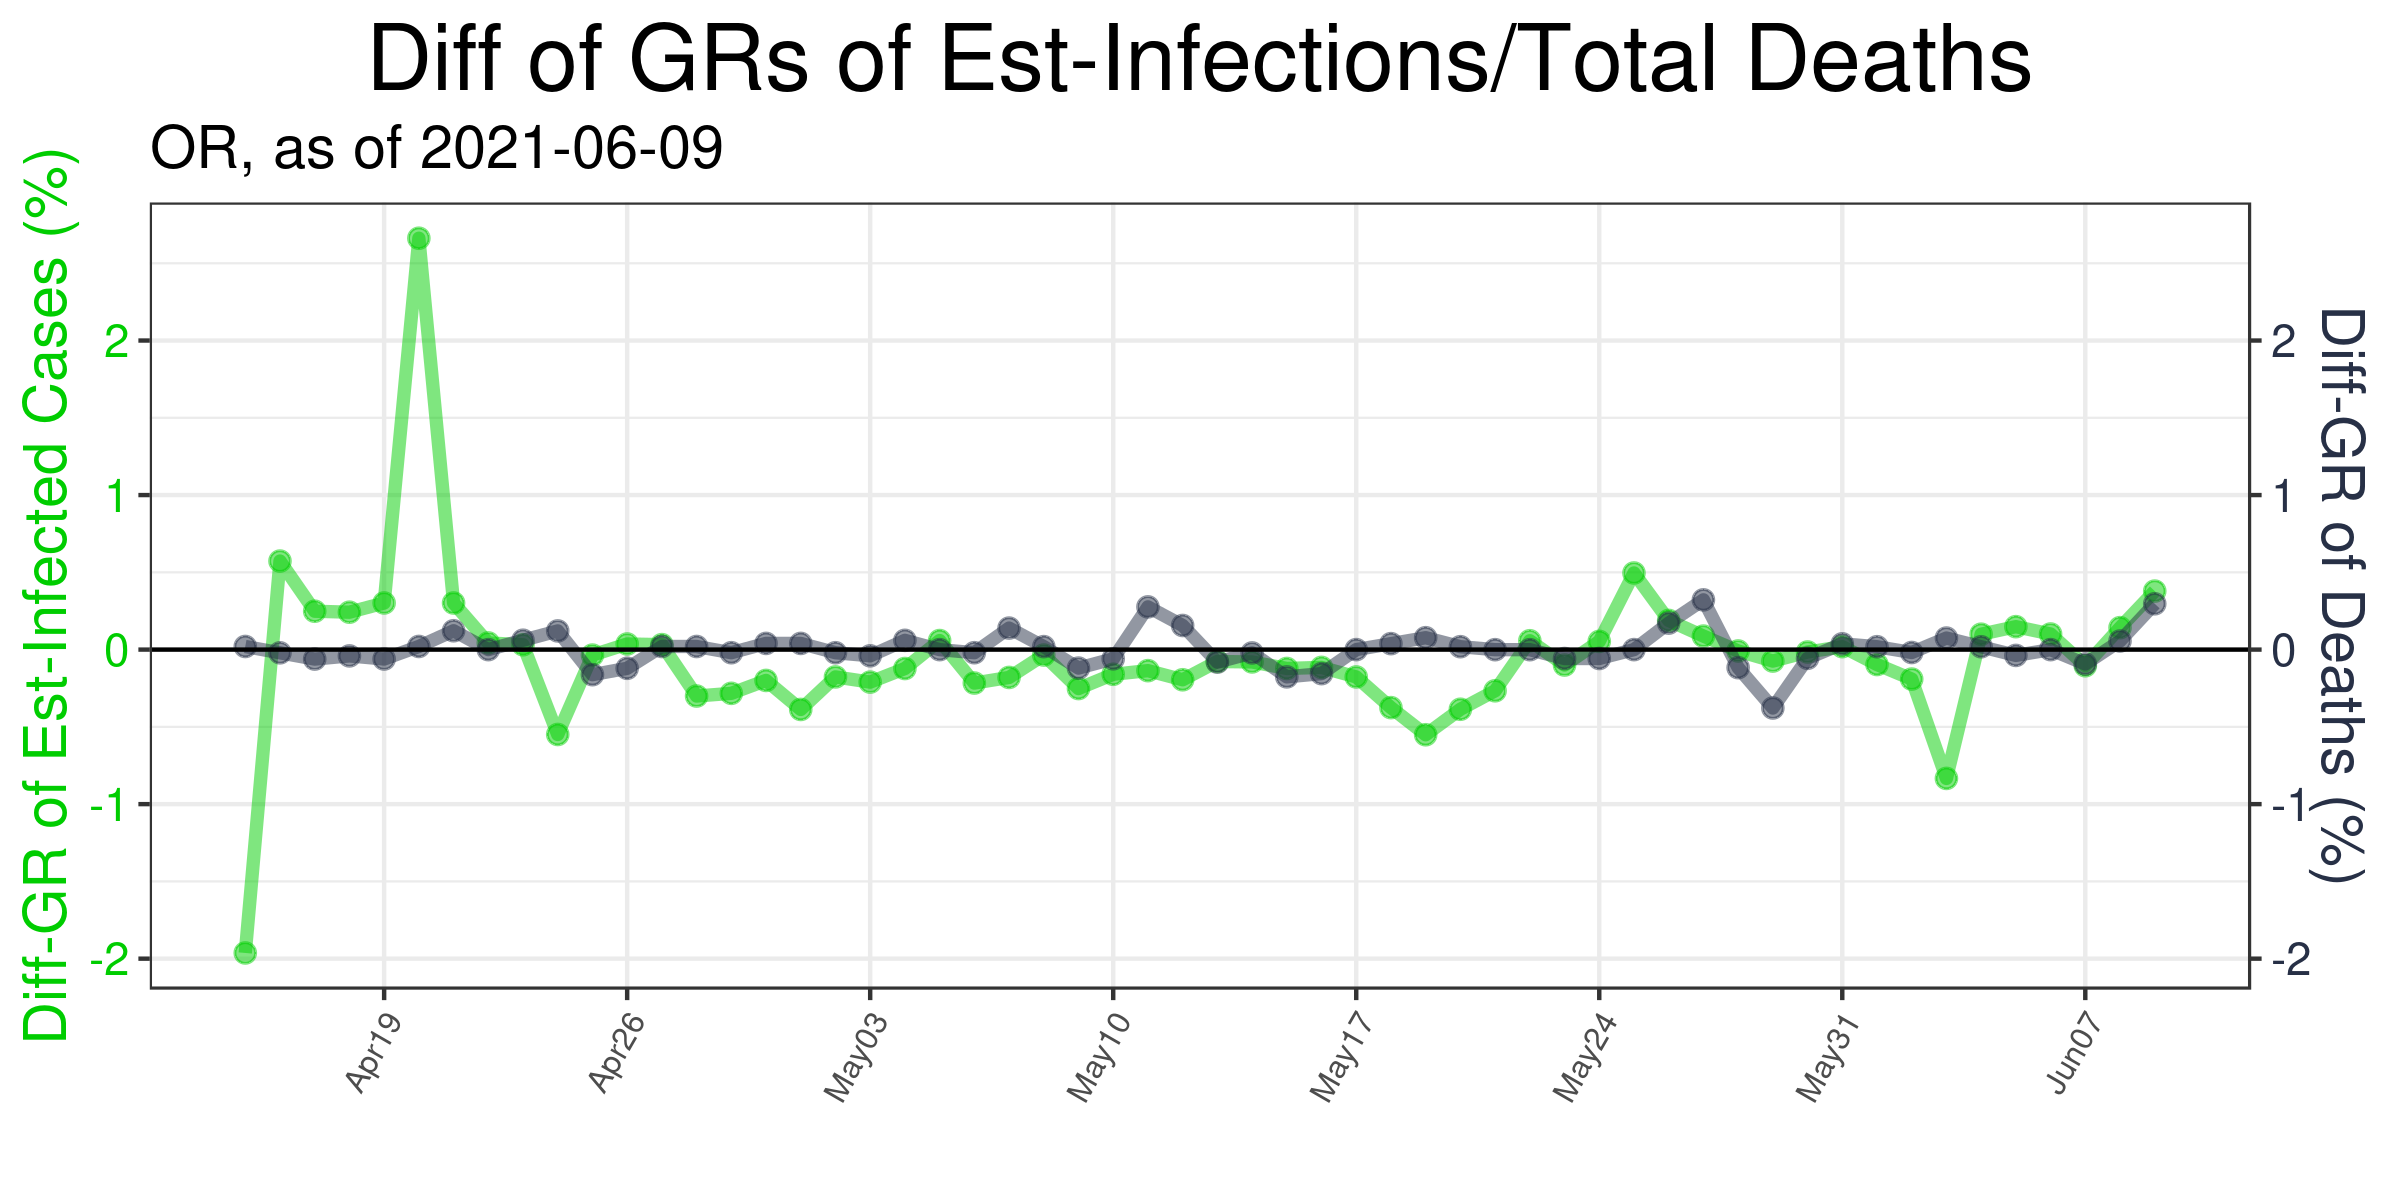 Diff of GRs of Est-Infections/Total Deaths
OR, as of 2021-06-09
Diff-GR of Est-Infected Cases (%)
2
1
0
-1
-2
2
1
0
-1
-2
Diff-GR of Deaths (%)
Apr19
Apr26
May03
May10
May17
May24
May31
Jun07